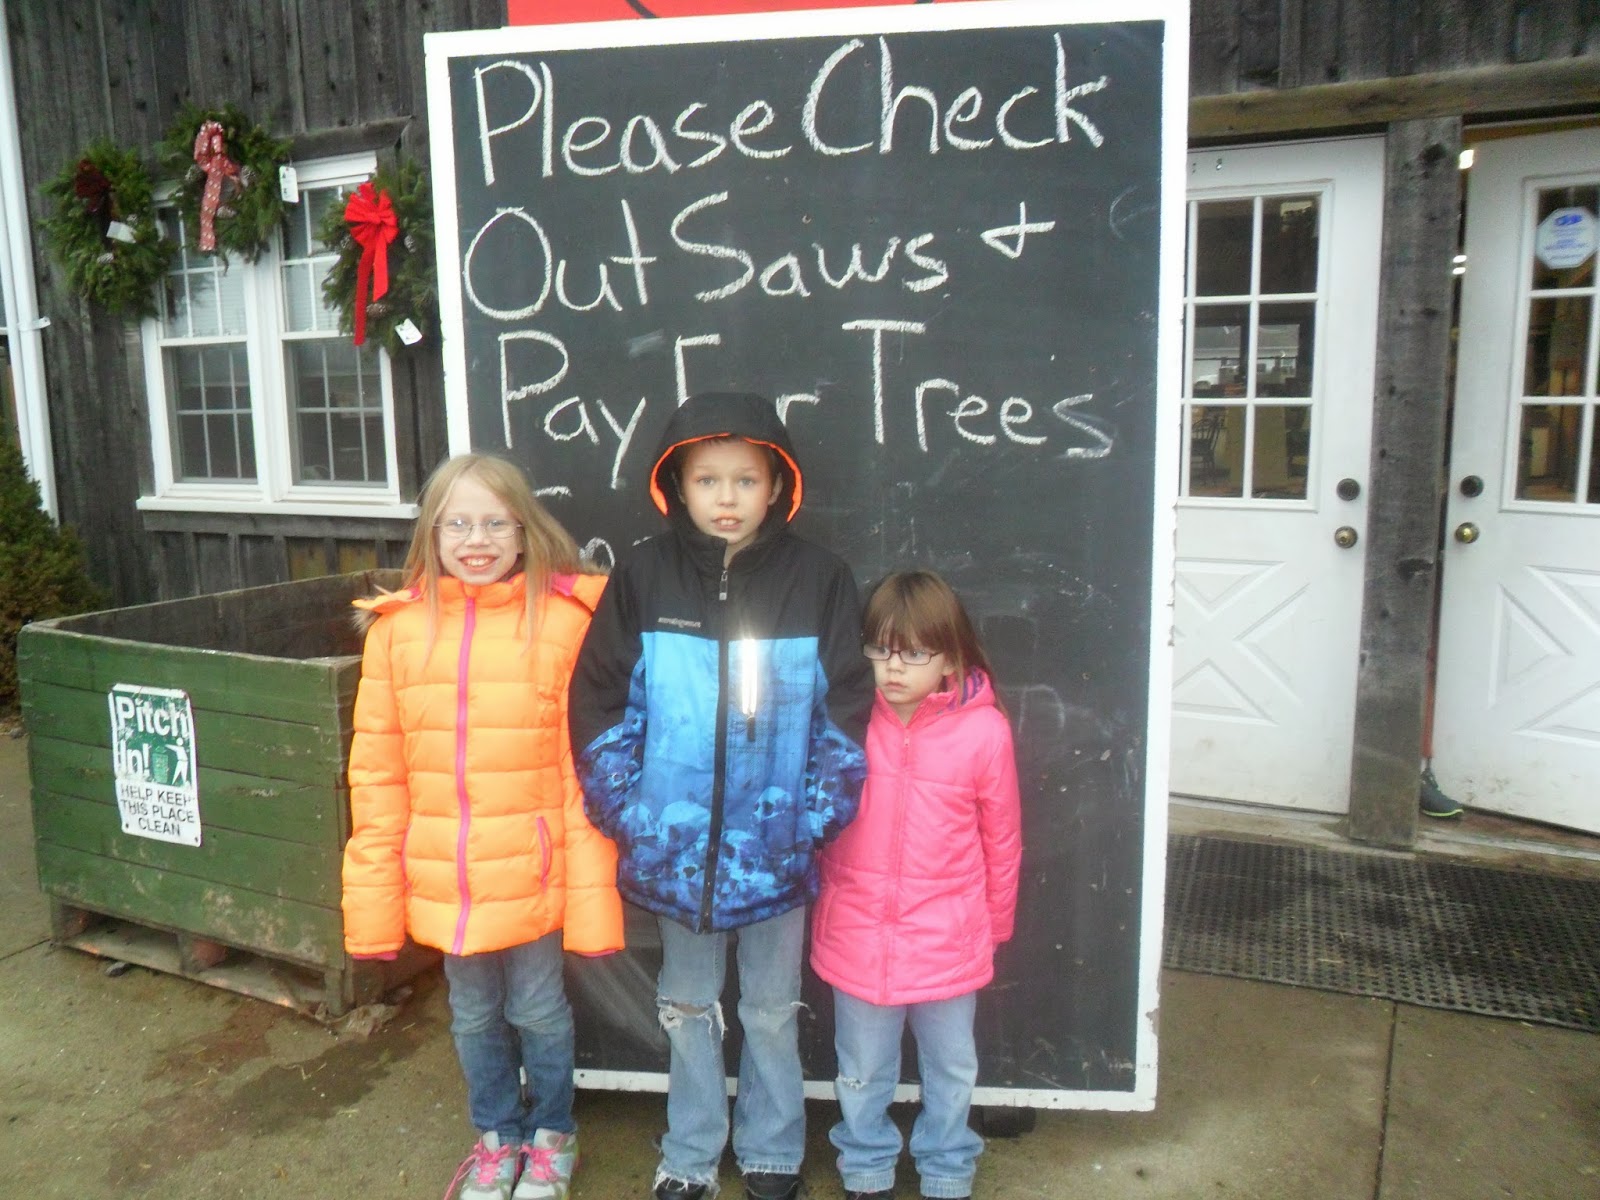 Please Check
Out Saws &
Pay For Trees
Pitch
In!
HELP KEEP
THIS PLACE
CLEAN